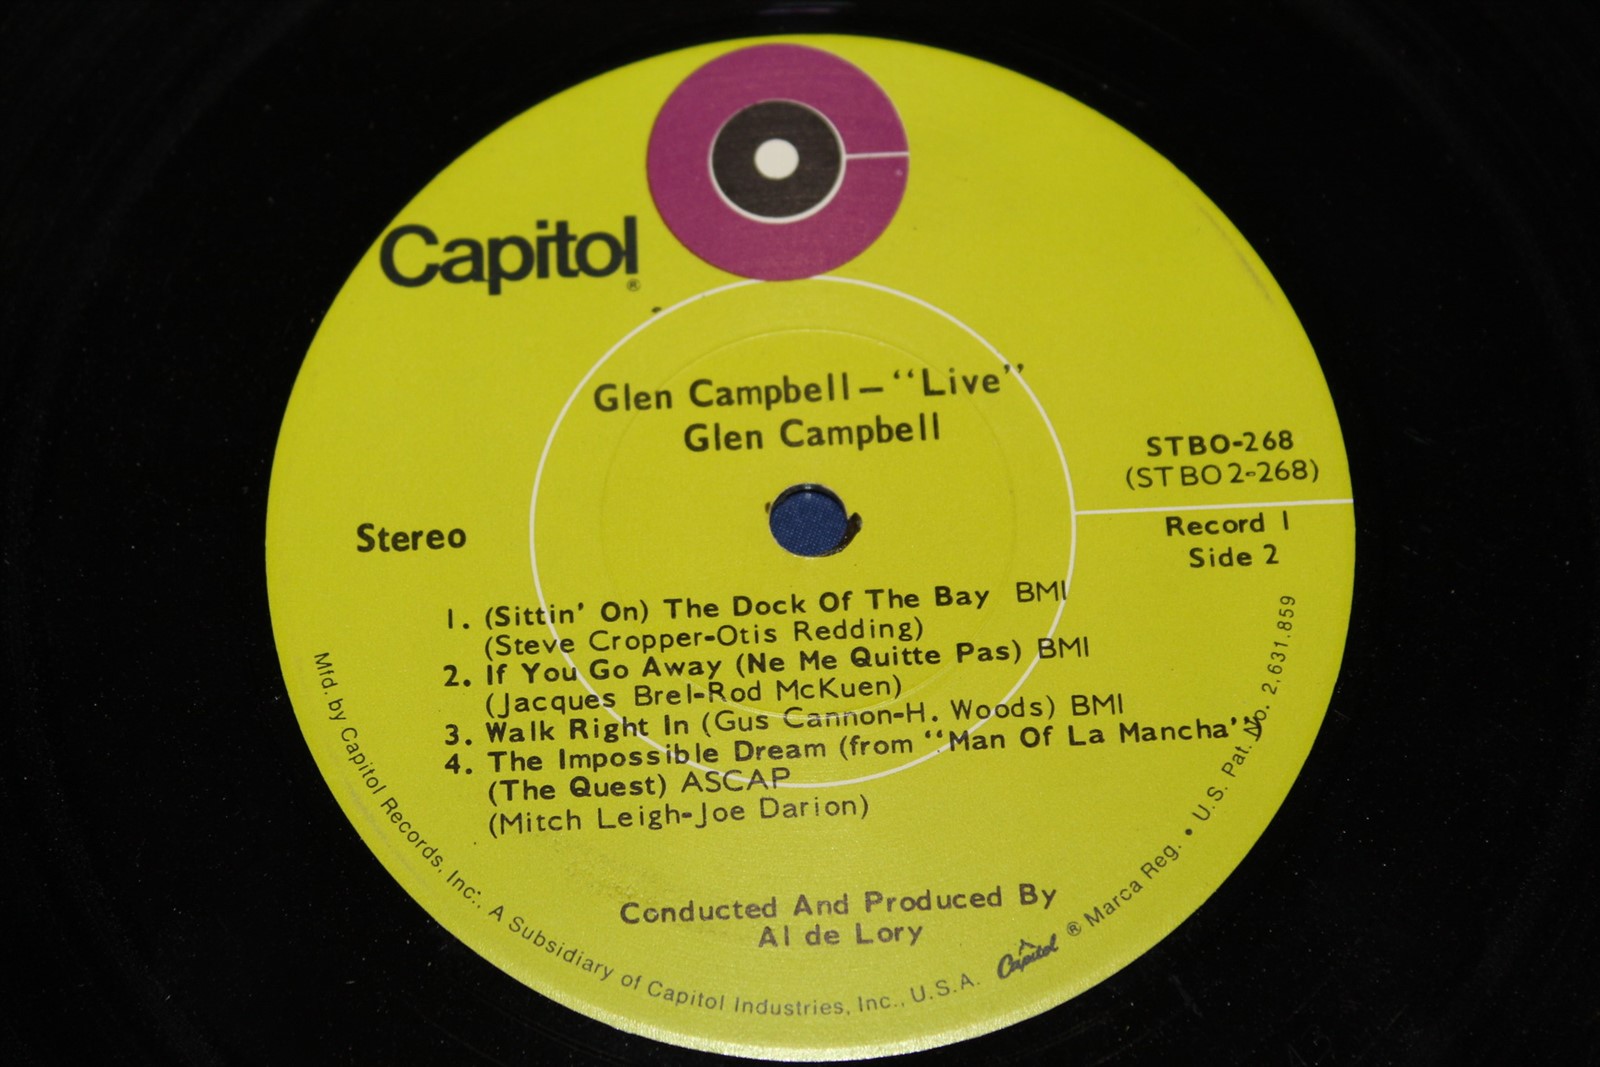 Capitol®
Glen Campbell—“Live”
Glen Campbell
STBO-268
(STBO2-268)
Stereo
Record 1
Side 2
1. (Sittin' On) The Dock Of The Bay BMI
(Steve Cropper-Otis Redding)
2. If You Go Away (Ne Me Quitte Pas) BMI
(Jacques Brel-Rod McKuen)
3. Walk Right In (Gus Cannon-H. Woods) BMI
4. The Impossible Dream (from “Man Of La Mancha”)
(The Quest) ASCAP
(Mitch Leigh-Joe Darion)
Conducted And Produced By
Al de Lory
Mfd. by Capitol Records, Inc., A Subsidiary of Capitol Industries, Inc., U.S.A. Capitol ® Marca Reg. • U.S. Pat. No. 2,631,859